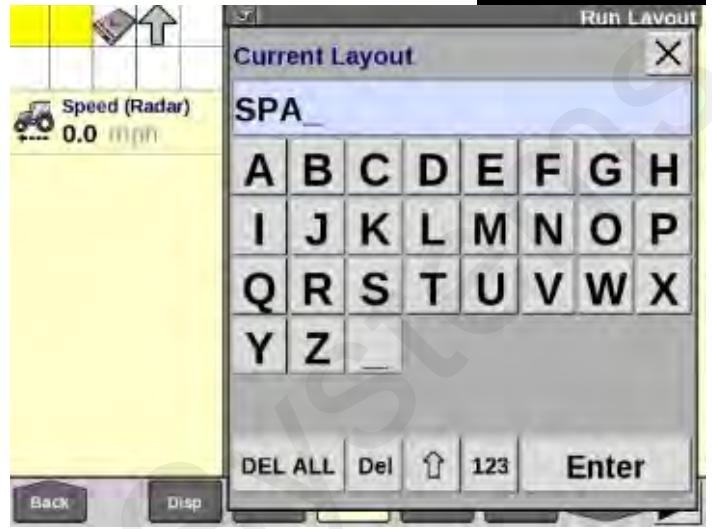 Run Layout
Current Layout
SPA_
Speed (Radar)
0.0 mph
A B C D E F G H
I J K L M N O P
Q R S T U V W X
Y Z _
DEL ALL Del 123 Enter
Back Disp